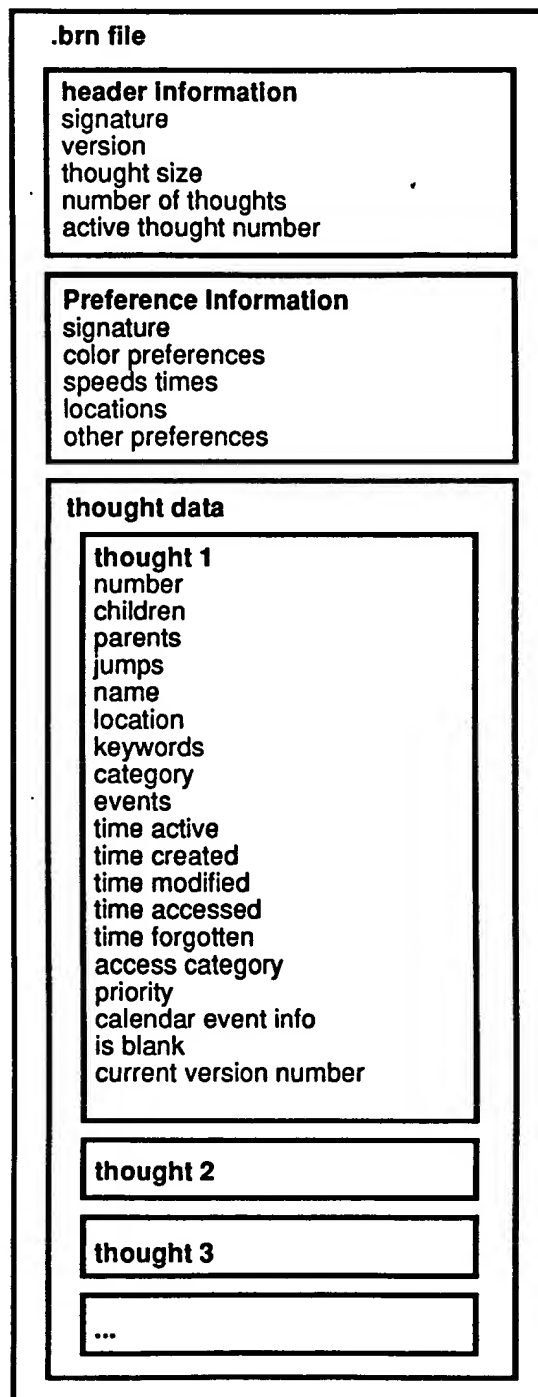 .brn file
header information
signature
version
thought size
number of thoughts
active thought number
Preference Information
signature
color preferences
speeds times
locations
other preferences
thought data
thought 1
number
children
parents
jumps
name
location
keywords
category
events
time active
time created
time modified
time accessed
time forgotten
access category
priority
calendar event info
is blank
current version number
thought 2
thought 3
...